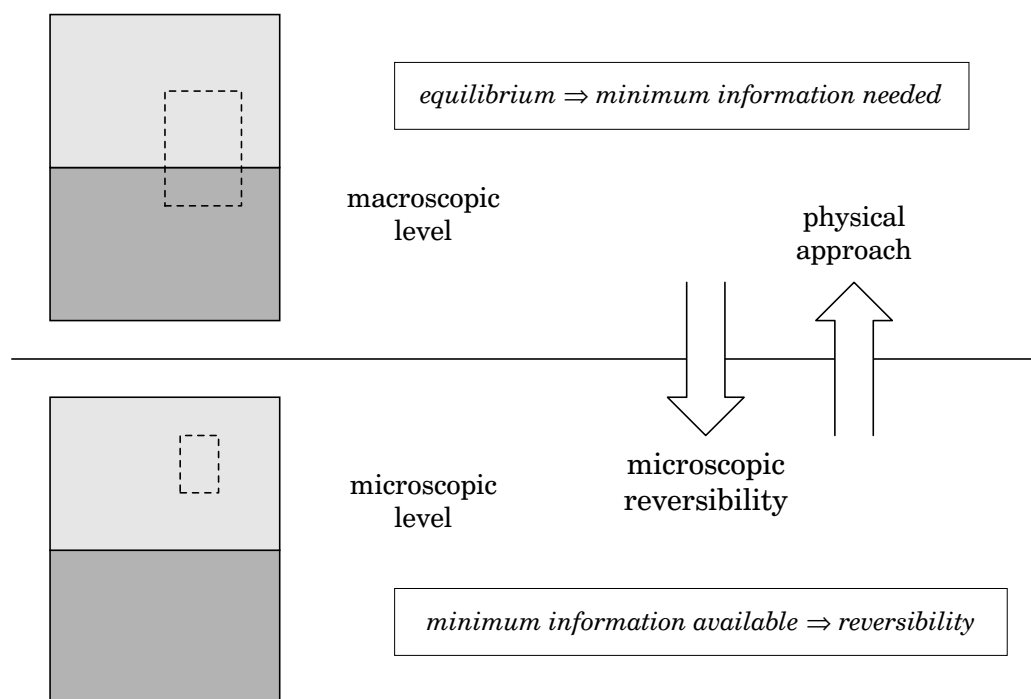 equilibrium ⇒ minimum information needed
macroscopic
level
physical
approach
microscopic
reversibility
microscopic
level
minimum information available ⇒ reversibility